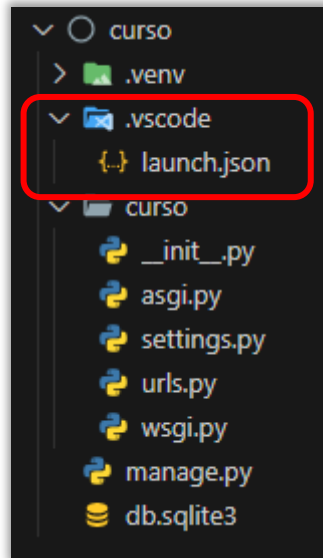 curso
.venv
.vscode
launch.json
curso
__init__.py
asgi.py
settings.py
urls.py
wsgi.py
manage.py
db.sqlite3